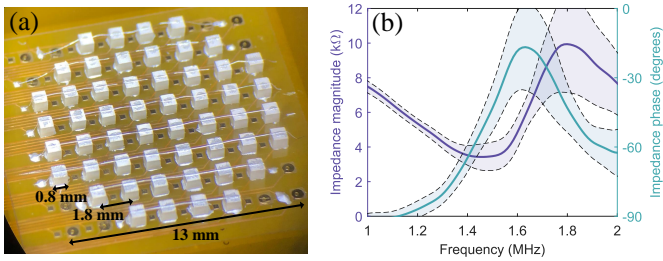 (a)
0.8 mm
1.8 mm
13 mm
(b)
Impedance magnitude (kΩ)
12
10
8
6
4
2
0
1
1.2
1.4
1.6
1.8
2
Frequency (MHz)
0
-30
-60
-90
Impedance phase (degrees)